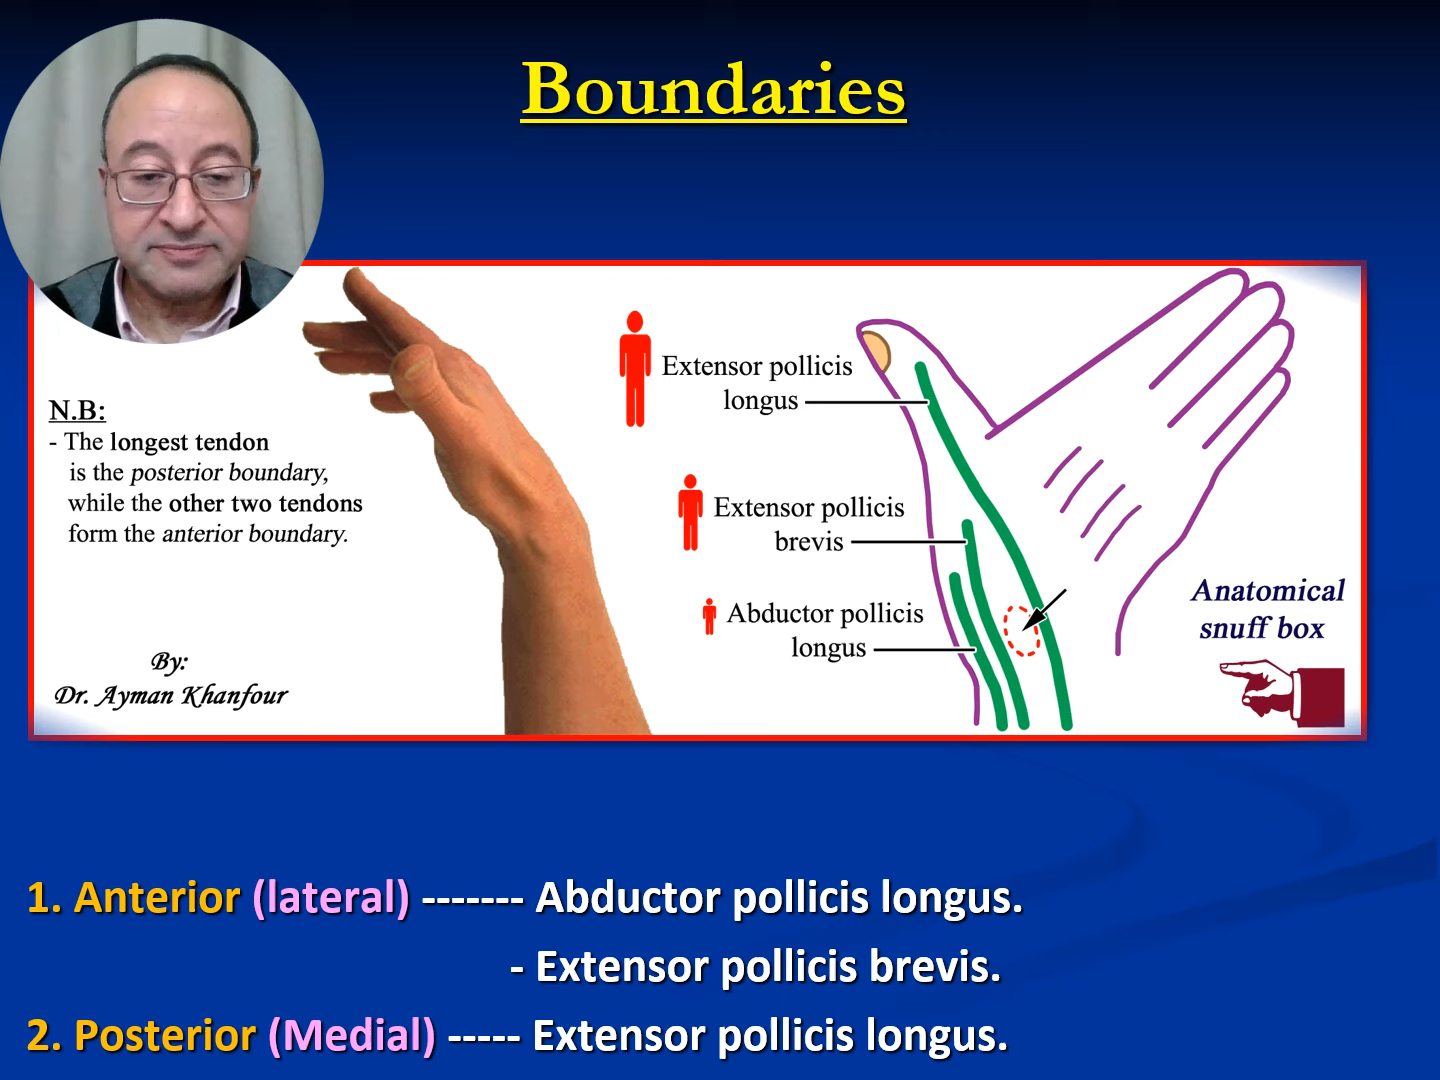 Boundaries
Extensor pollicis
longus
N.B:
- The longest tendon
is the posterior boundary,
while the other two tendons
form the anterior boundary.
Extensor pollicis
brevis
Abductor pollicis
longus
Anatomical
snuff box
By:
Dr. Ayman Khanfour
1. Anterior (lateral) ------- Abductor pollicis longus.
- Extensor pollicis brevis.
2. Posterior (Medial) ----- Extensor pollicis longus.